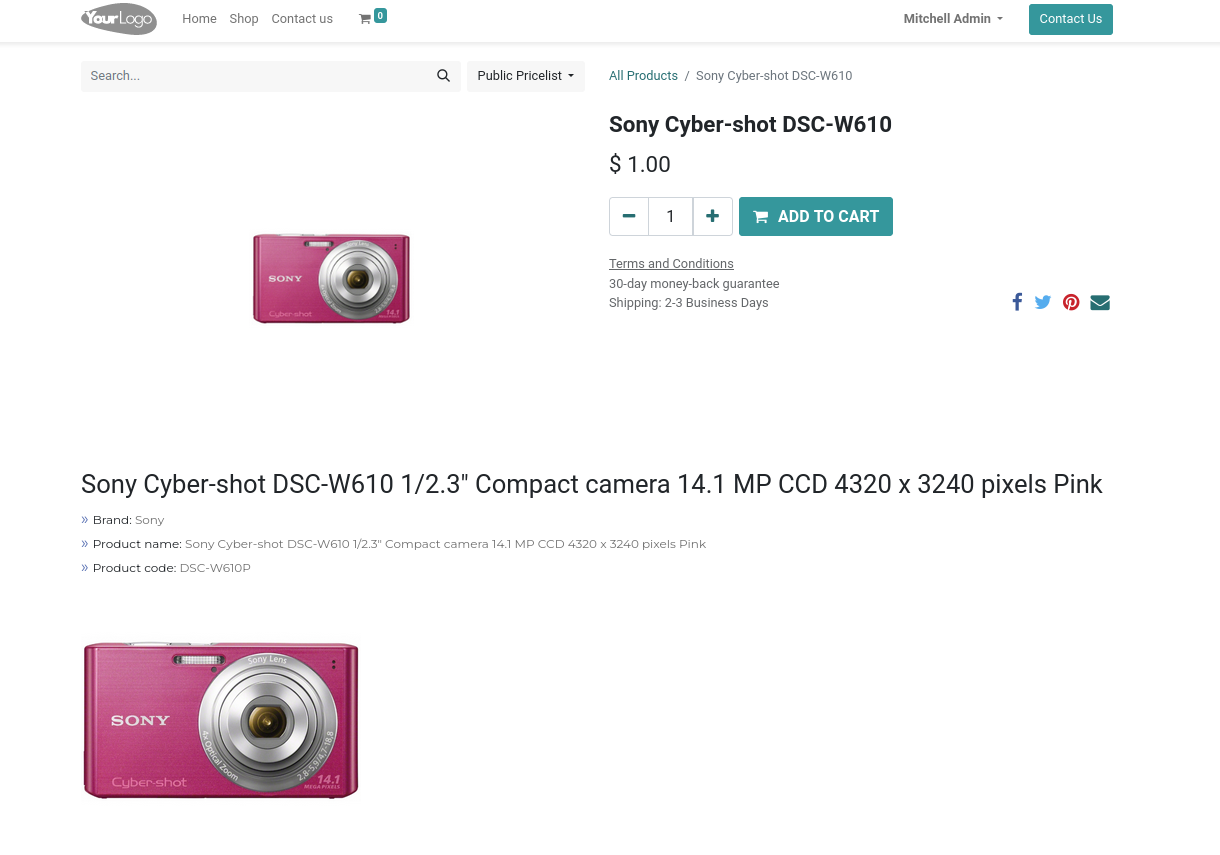 YourLogo
Home Shop Contact us 0 Mitchell Admin Contact Us
Search... Public Pricelist
All Products / Sony Cyber-shot DSC-W610
Sony Cyber-shot DSC-W610
$ 1.00
1 ADD TO CART
Terms and Conditions
30-day money-back guarantee
Shipping: 2-3 Business Days
SONY
Cyber-shot
14.1
Sony Cyber-shot DSC-W610 1/2.3" Compact camera 14.1 MP CCD 4320 x 3240 pixels Pink
» Brand: Sony
» Product name: Sony Cyber-shot DSC-W610 1/2.3" Compact camera 14.1 MP CCD 4320 x 3240 pixels Pink
» Product code: DSC-W610P
Sony Lens
SONY
4x Optical Zoom
2.8-5.9/4.7-18.8
Cyber-shot
14.1
MEGA PIXELS